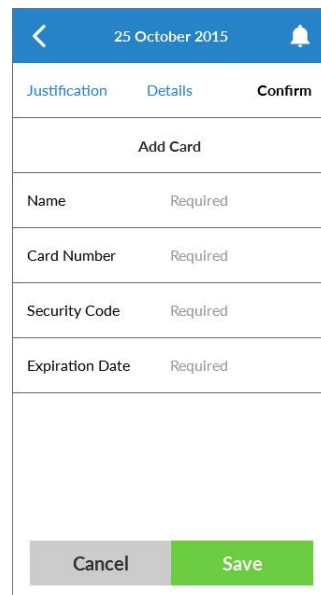 25 October 2015
Justification Details Confirm
Add Card
Name Required
Card Number Required
Security Code Required
Expiration Date Required
Cancel Save